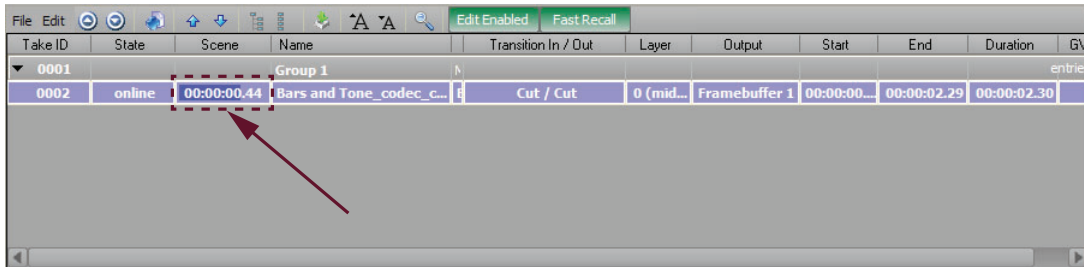 File Edit A A Edit Enabled Fast Recall
Take ID State Scene Name Transition In / Out Layer Output Start End Duration
0001 Group 1 entrie
0002 online 00:00:00.44 Bars and Tone_codec_c... Cut / Cut 0 (mid... Framebuffer 1 00:00:00.... 00:00:02.29 00:00:02.30